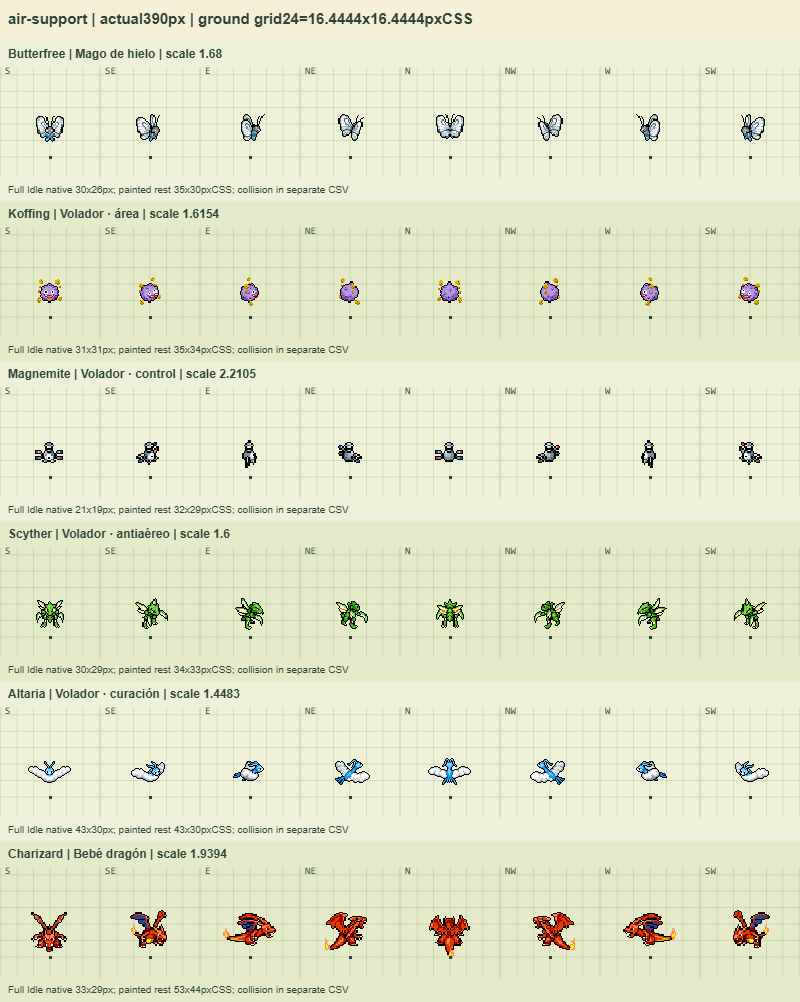 air-support | actual390px | ground grid24=16.4444x16.4444pxCSS
Butterfree | Mago de hielo | scale 1.68
S SE E NE N NW W SW
Full Idle native 30x26px; painted rest 35x30pxCSS; collision in separate CSV
Koffing | Volador · área | scale 1.6154
S SE E NE N NW W SW
Full Idle native 31x31px; painted rest 35x34pxCSS; collision in separate CSV
Magnemite | Volador · control | scale 2.2105
S SE E NE N NW W SW
Full Idle native 21x19px; painted rest 32x29pxCSS; collision in separate CSV
Scyther | Volador · antiaéreo | scale 1.6
S SE E NE N NW W SW
Full Idle native 30x29px; painted rest 34x33pxCSS; collision in separate CSV
Altaria | Volador · curación | scale 1.4483
S SE E NE N NW W SW
Full Idle native 43x30px; painted rest 43x30pxCSS; collision in separate CSV
Charizard | Bebé dragón | scale 1.9394
S SE E NE N NW W SW
Full Idle native 33x29px; painted rest 53x44pxCSS; collision in separate CSV